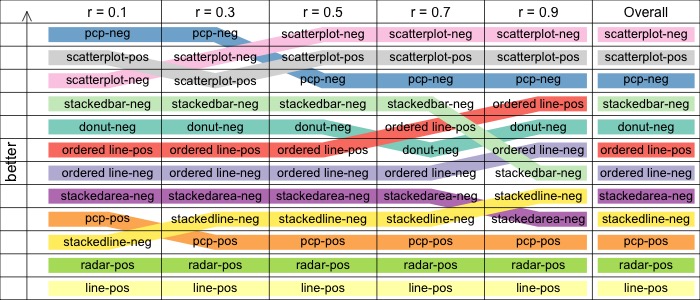 r = 0.1 r = 0.3 r = 0.5 r = 0.7 r = 0.9 Overall
pcp-neg pcp-neg scatterplot-neg scatterplot-neg scatterplot-neg scatterplot-neg
scatterplot-pos scatterplot-neg scatterplot-pos scatterplot-pos scatterplot-pos scatterplot-pos
scatterplot-neg scatterplot-pos pcp-neg pcp-neg pcp-neg pcp-neg
stackedbar-neg stackedbar-neg stackedbar-neg stackedbar-neg ordered line-pos stackedbar-neg
donut-neg donut-neg donut-neg ordered line-pos donut-neg donut-neg
ordered line-pos ordered line-pos ordered line-pos donut-neg ordered line-neg ordered line-pos
ordered line-neg ordered line-neg ordered line-neg ordered line-neg stackedbar-neg ordered line-neg
stackedarea-neg stackedarea-neg stackedarea-neg stackedarea-neg stackedline-neg stackedarea-neg
pcp-pos stackedline-neg stackedline-neg stackedline-neg stackedarea-neg stackedline-neg
stackedline-neg pcp-pos pcp-pos pcp-pos pcp-pos pcp-pos
radar-pos radar-pos radar-pos radar-pos radar-pos radar-pos
line-pos line-pos line-pos line-pos line-pos line-pos
better